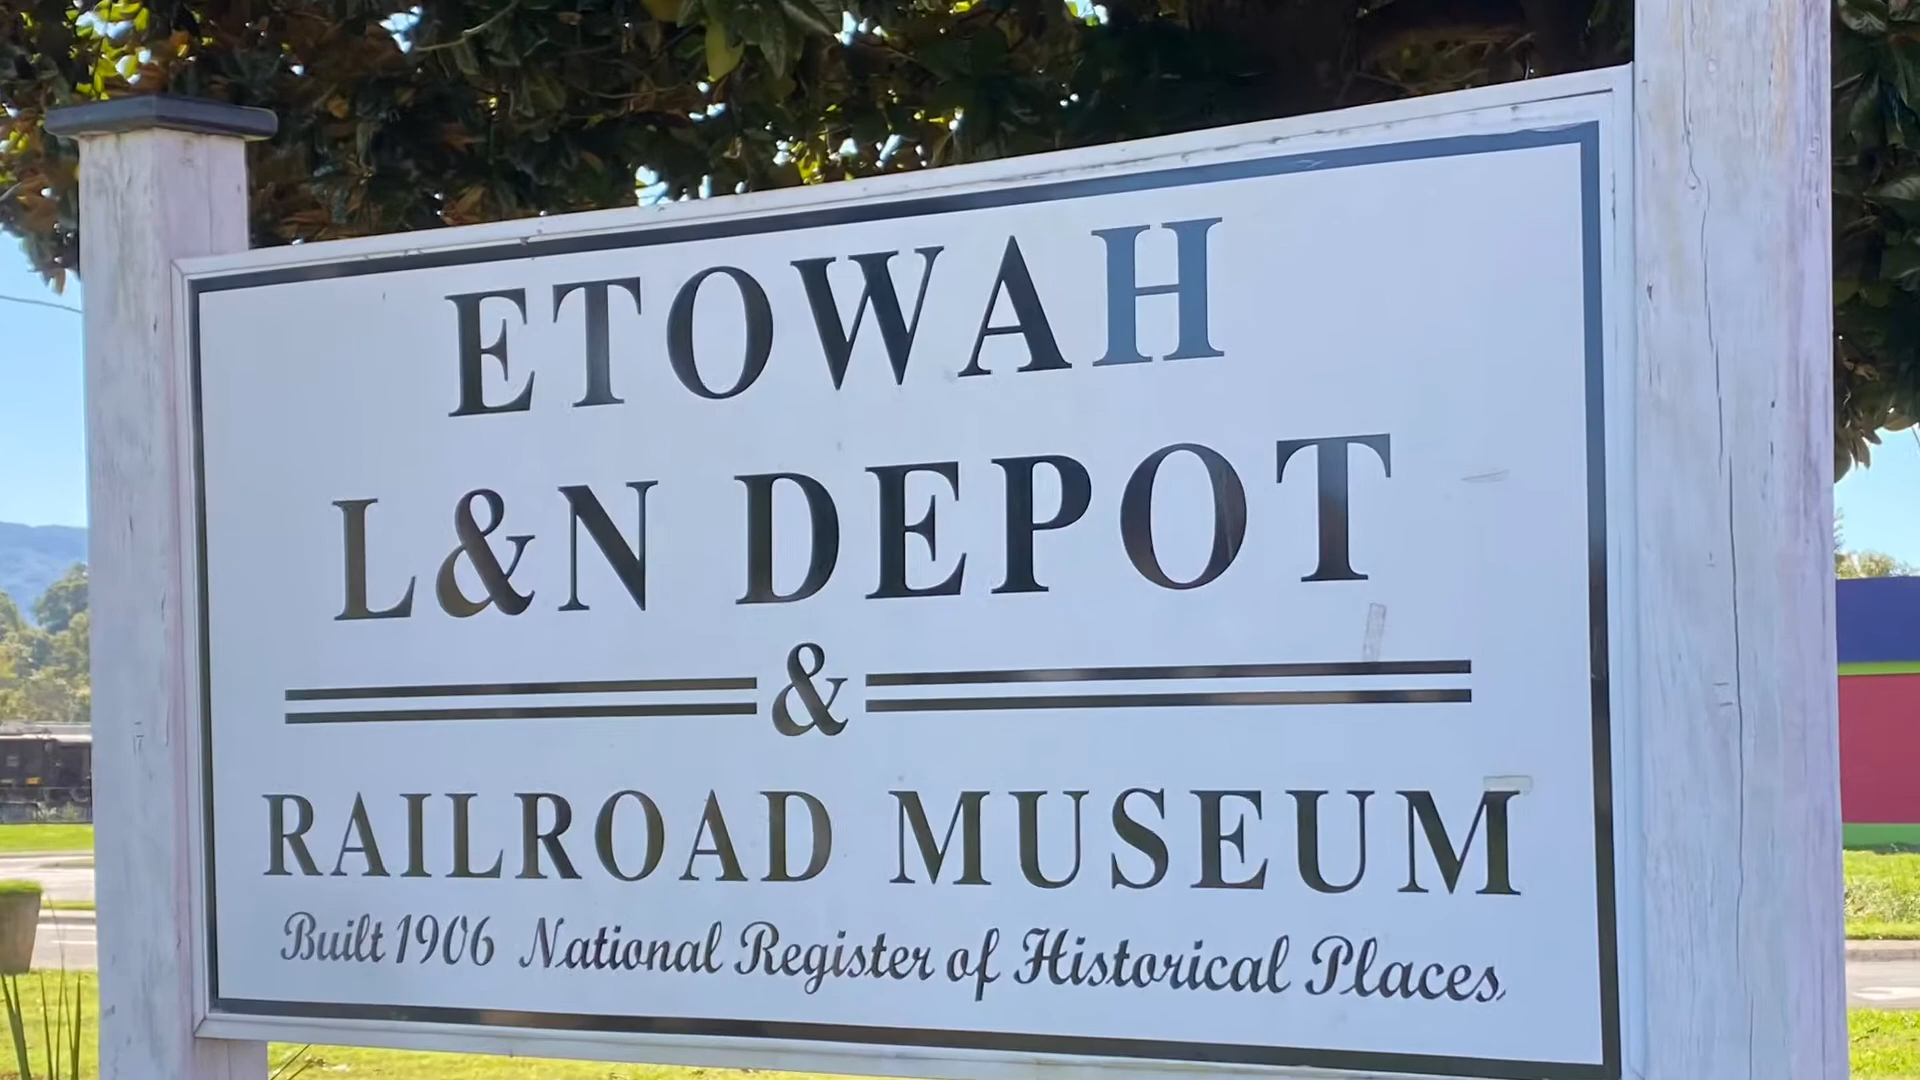 ETOWAH
L&N DEPOT
&
RAILROAD MUSEUM
Built 1906 National Register of Historical Places